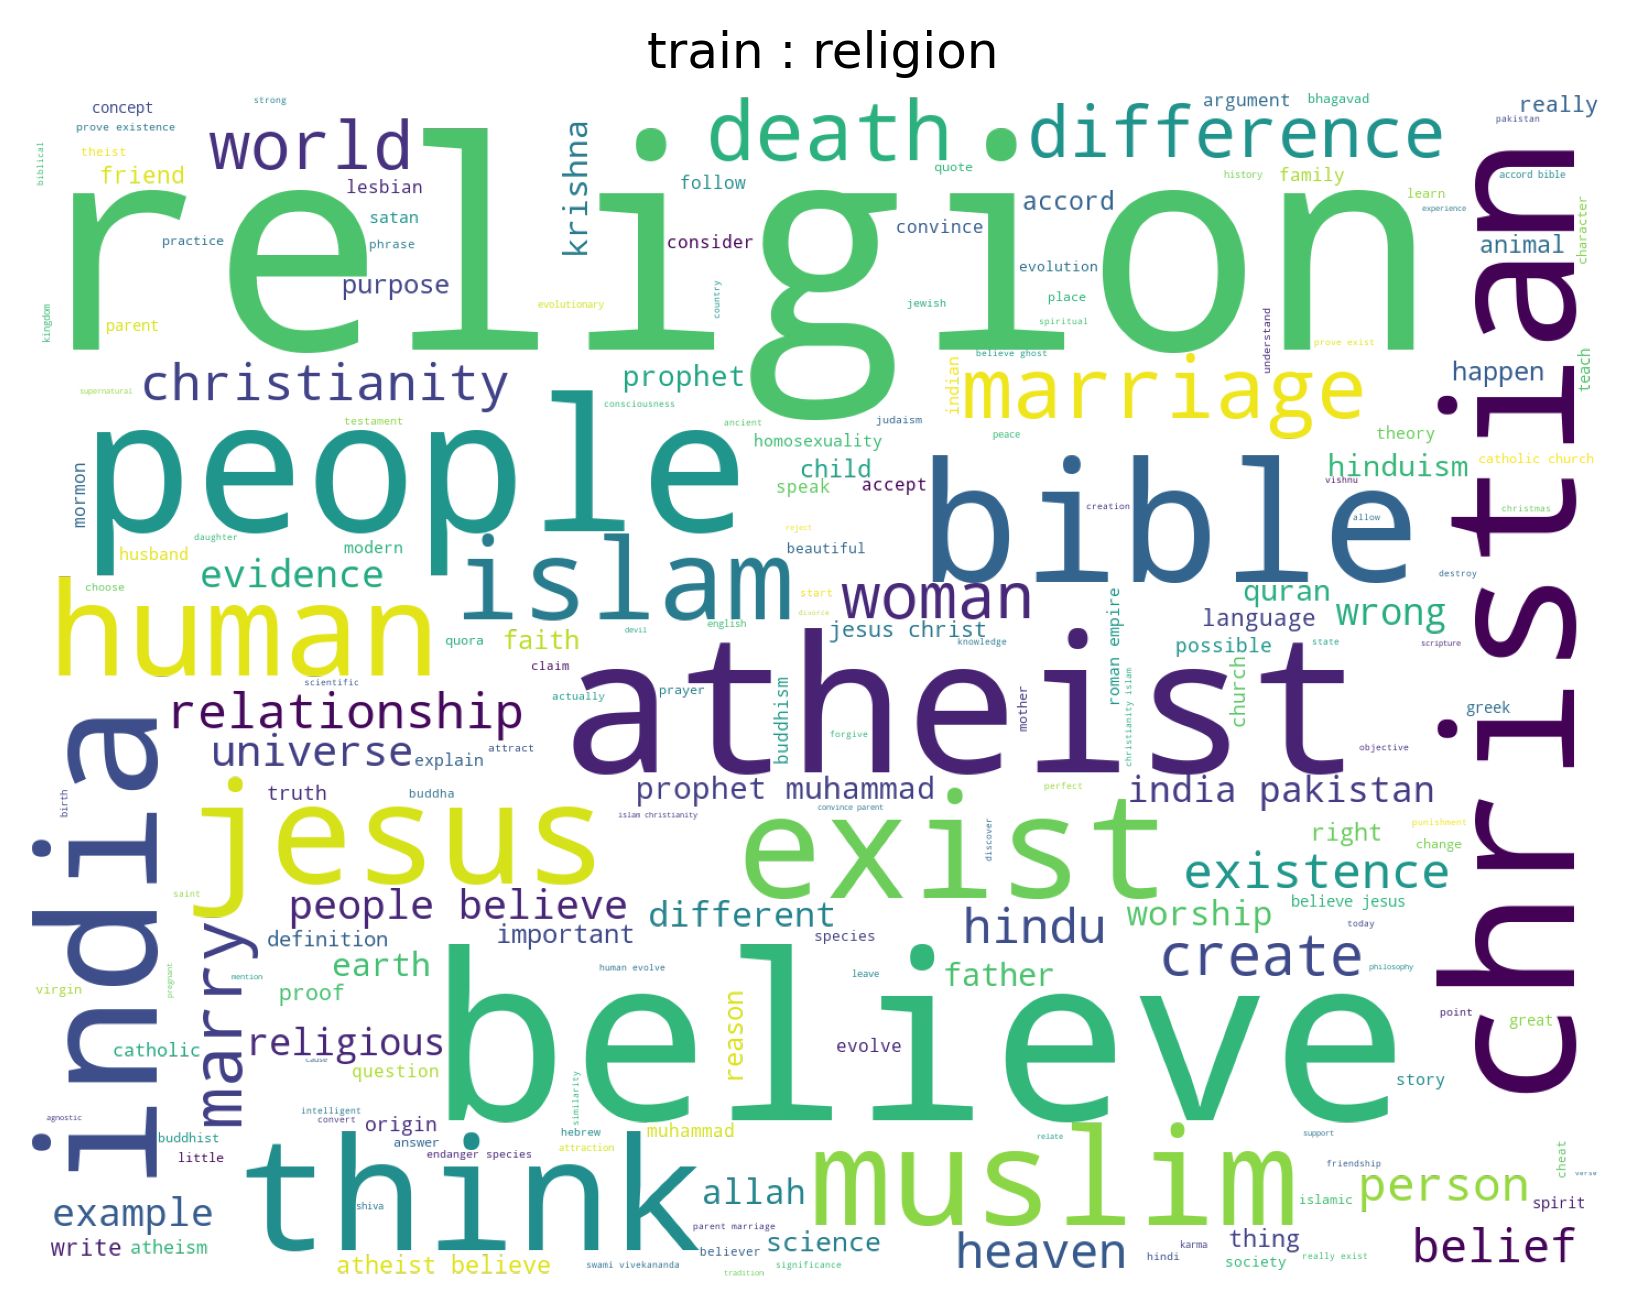 train : religion
concept
strong
prove existence
theist
biblical
friend
world
lesbian
satan
practice
phrase
purpose
religion
death
difference
argument
bhagavad
really
pakistan
krishna
follow
quote
history
family
learn
accord bible
experience
character
accord
convince
consider
animal
evolution
evolutionary
country
jewish
place
spiritual
kingdom
parent
understand
prove exist
believe ghost
christianity
prophet
supernatural
consciousness
indian
marriage
happen
teach
christian
people
testament
ancient
judaism
homosexuality
peace
theory
child
hinduism
catholic church
mormon
speak
accept
bible
vishnu
creation
christmas
allow
reject
daughter
husband
modern
beautiful
islam
evidence
destroy
choose
human
start
woman
quran
wrong
divorce
roman empire
language
english
devil
jesus christ
quora
faith
knowledge
possible
state
scripture
claim
atheist
scientific
prayer
actually
buddhism
mother
christianity islam
church
relationship
greek
india
universe
explain
attract
forgive
objective
truth
buddha
prophet muhammad
perfect
india pakistan
birth
jesus
islam christianity
convince parent
exist
discover
punishment
right
change
existence
saint
people believe
different
believe jesus
worship
hindu
today
marry
definition
important
species
create
earth
human evolve
leave
father
philosophy
mention
pregnant
virgin
proof
believe
reason
point
great
catholic
religious
cause
evolve
question
story
similarity
intelligent
convert
agnostic
origin
hebrew
muhammad
relate
support
buddhist
answer
attraction
endanger species
muslim
little
think
friendship
cheat
verse
allah
islamic
person
spirit
shiva
example
parent marriage
write
atheism
believer
science
heaven
karma
hindi
thing
society
really exist
belief
atheist believe
swami vivekananda
significance
tradition